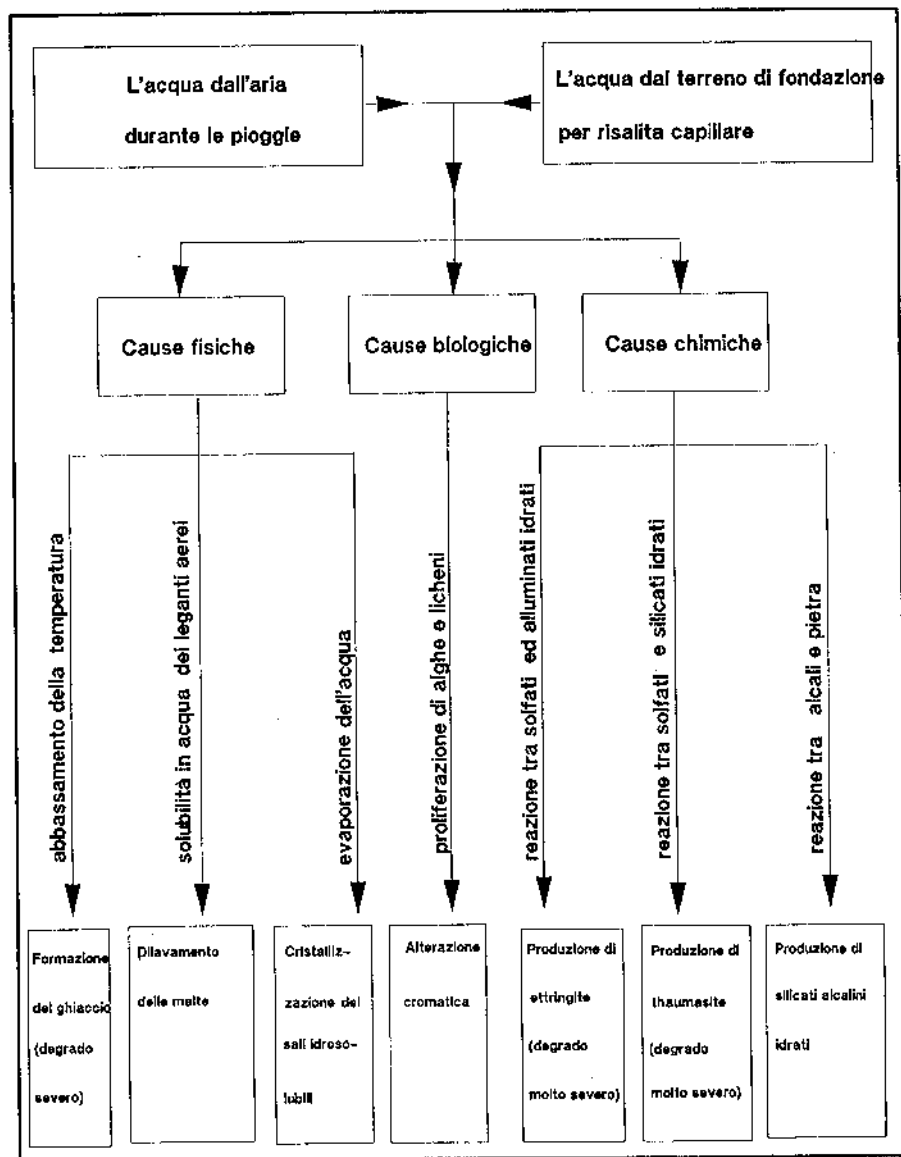 L'acqua dall'aria
durante le pioggie
L'acqua dal terreno di fondazione
per risalita capillare
Cause fisiche
Cause biologiche
Cause chimiche
abbassamento della temperatura
solubilità in acqua dei leganti aerei
evaporazione dell'acqua
proliferazione di alghe e licheni
reazione tra solfati ed alluminati idrati
reazione tra solfati e silicati idrati
reazione tra alcali e pietra
Formazione
del ghiaccio
(degrado
severo)
Dilavamento
delle malte
Cristalliz-
zazione dei
sali idroso-
lubili
Alterazione
cromatica
Produzione di
ettringite
(degrado
molto severo)
Produzione di
thaumasite
(degrado
molto severo)
Produzione di
silicati alcalini
idrati